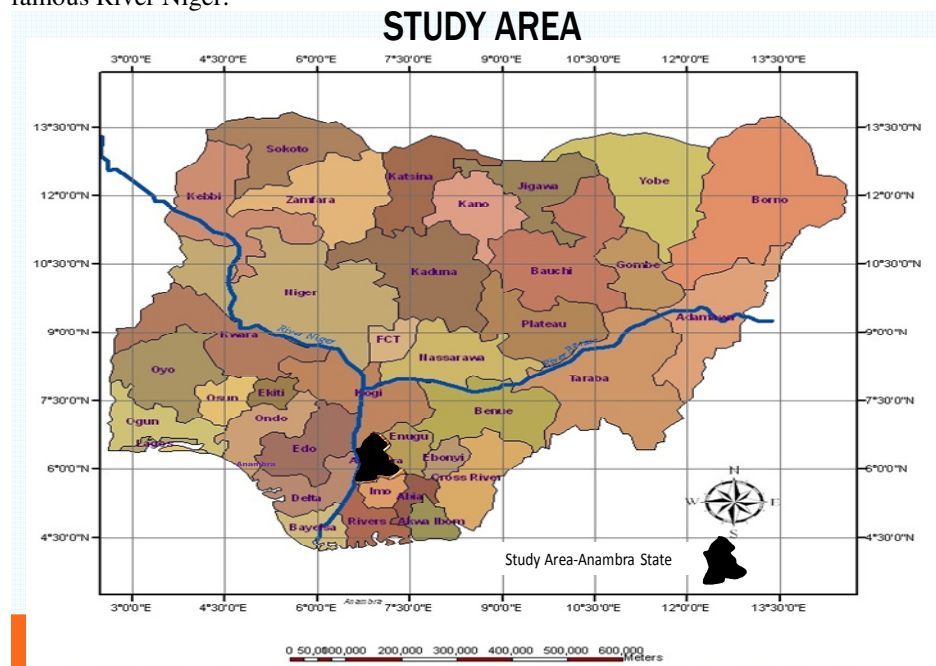 famous River Niger.
STUDY AREA
3°0'0"E 4°30'0"E 6°0'0"E 7°30'0"E 9°0'0"E 10°30'0"E 12°0'0"E 13°30'0"E
13°30'0"N 13°30'0"N
Sokoto
Katsina
Jigawa
Yobe
12°0'0"N 12°0'0"N
Kebbi
Zamfara
Kano
Borno
10°30'0"N 10°30'0"N
Kaduna
Bauchi
Gombe
Niger
9°0'0"N 9°0'0"N
Kwara
River Niger
FCT
Plateau
Adamawa
Nassarawa
River Benue
Oyo
Taraba
7°30'0"N 7°30'0"N
Osun
Ekiti
Kogi
Benue
Ogun
Ondo
Lagos
Edo
Enugu
6°0'0"N 6°0'0"N
Anambra
Ebonyi
Cross River
Delta
Imo
Abia
N
W E
S
Bayelsa
Rivers
Akwa Ibom
4°30'0"N 4°30'0"N
Study Area-Anambra State
Anambra
3°0'0"E 4°30'0"E 6°0'0"E 7°30'0"E 9°0'0"E 10°30'0"E 12°0'0"E 13°30'0"E
0 50,000 100,000 200,000 300,000 400,000 500,000 600,000
Meters